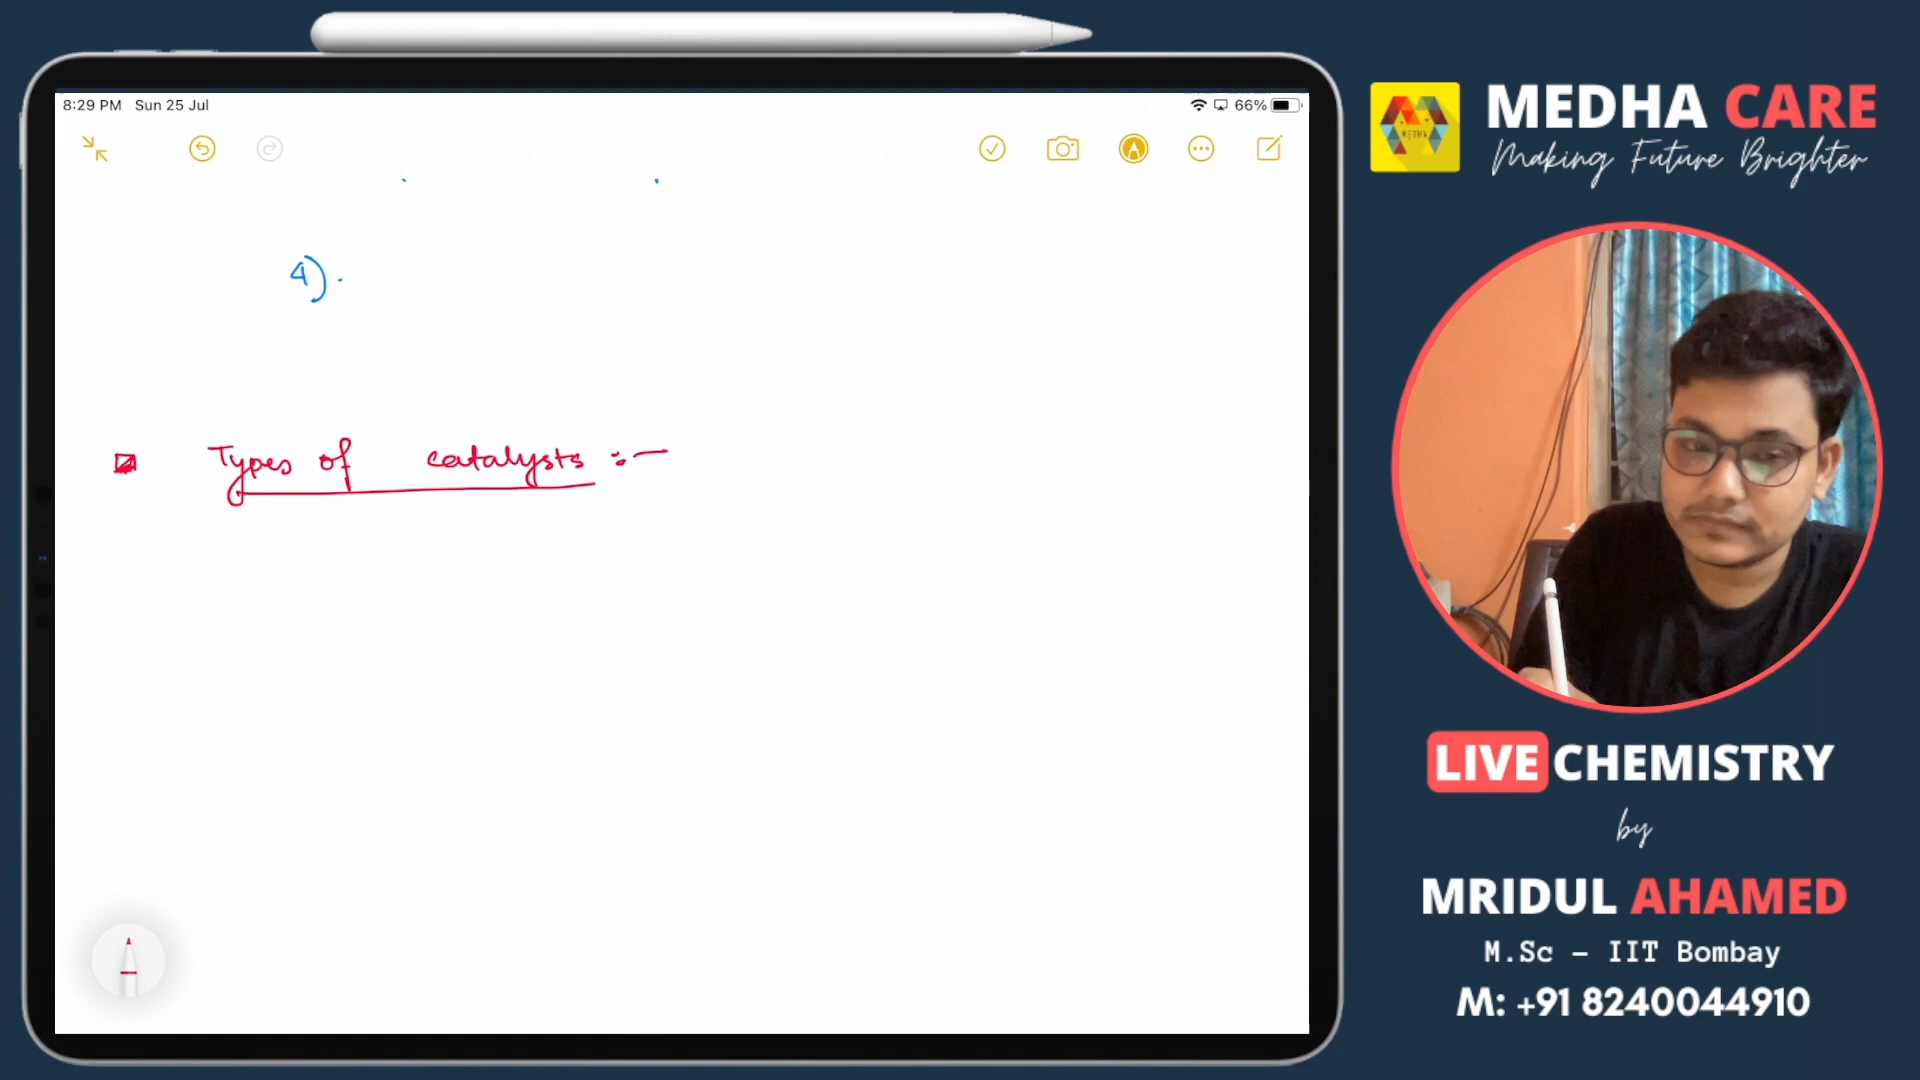 8:29 PM Sun 25 Jul
66%
4).
Types of catalysts :-
MEDHA
MEDHA CARE
Making Future Brighter
LIVE CHEMISTRY
by
MRIDUL AHAMED
M.Sc - IIT Bombay
M: +91 8240044910